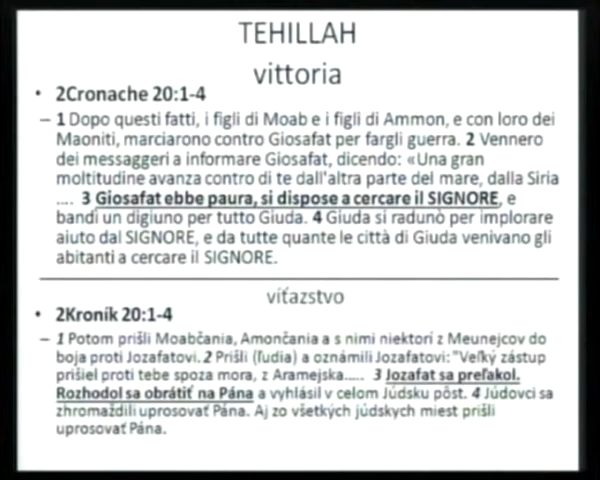 TEHILLAH
vittoria
• 2Cronache 20:1-4
– 1 Dopo questi fatti, i figli di Moab e i figli di Ammon, e con loro dei
Maoniti, marciarono contro Giosafat per fargli guerra. 2 Vennero
dei messaggeri a informare Giosafat, dicendo: «Una gran
moltitudine avanza contro di te dall'altra parte del mare, dalla Siria
.... 3 Giosafat ebbe paura, si dispose a cercare il SIGNORE, e
bandì un digiuno per tutto Giuda. 4 Giuda si radunò per implorare
aiuto dal SIGNORE, e da tutte quante le città di Giuda venivano gli
abitanti a cercare il SIGNORE.
víťazstvo
• 2Kroník 20:1-4
– 1 Potom prišli Moabčania, Amončania a s nimi niektorí z Meunejcov do
boja proti Jozafatovi. 2 Prišli (ľudia) a oznámili Jozafatovi: "Veľký zástup
prišiel proti tebe spoza mora, z Aramejska..... 3 Jozafat sa preľakol.
Rozhodol sa obrátiť na Pána a vyhlásil v celom Júdsku pôst. 4 Júdovci sa
zhromaždili uprosovať Pána. Aj zo všetkých júdskych miest prišli
uprosovať Pána.